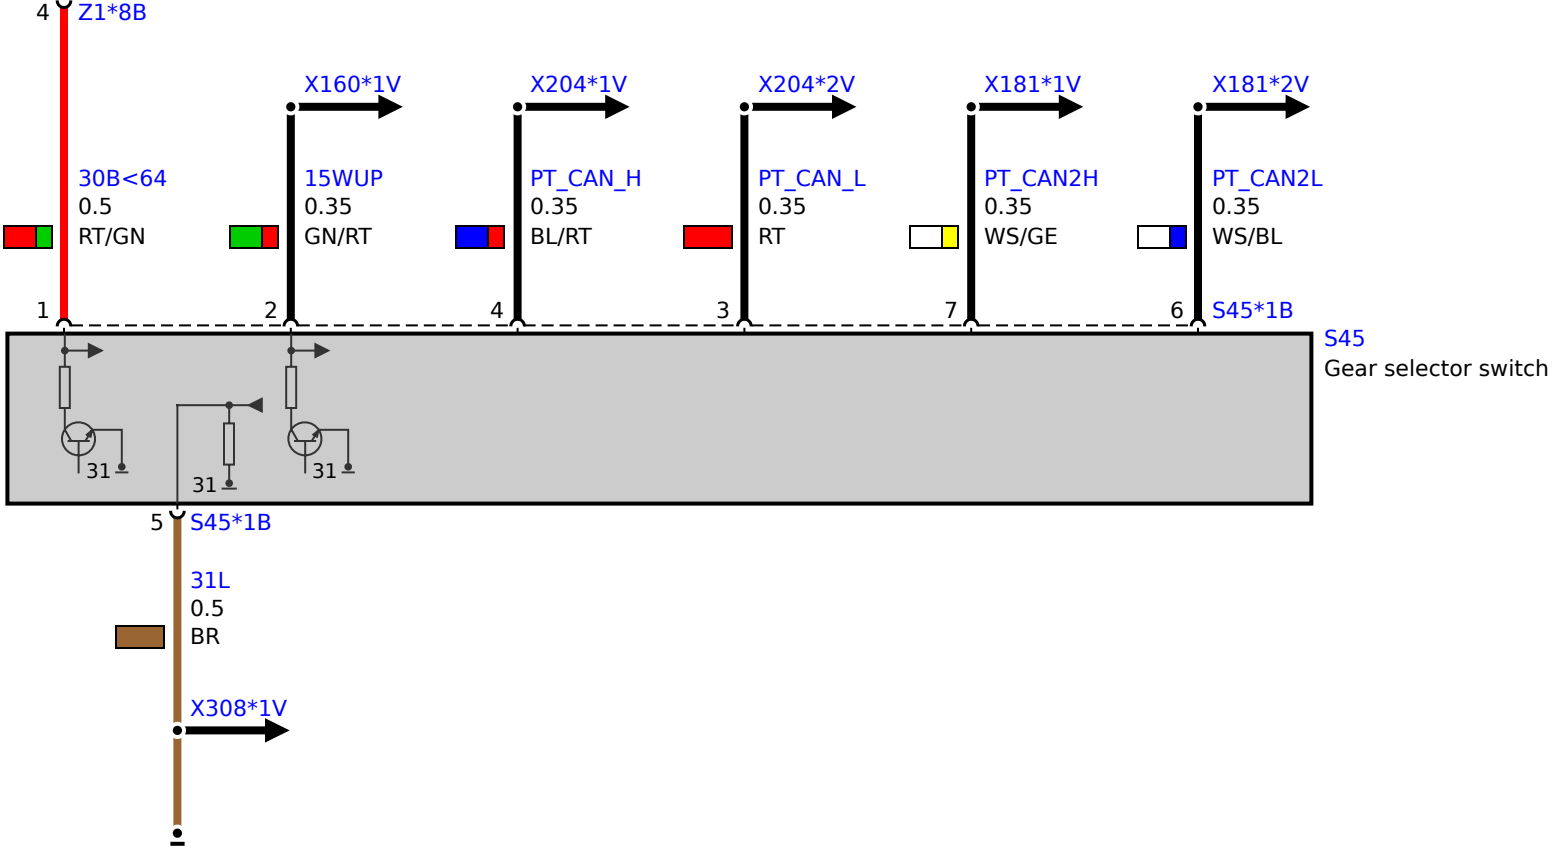 4 Z1*8B
X160*1V X204*1V X204*2V X181*1V X181*2V
30B<64 15WUP PT_CAN_H PT_CAN_L PT_CAN2H PT_CAN2L
0.5 0.35 0.35 0.35 0.35 0.35
RT/GN GN/RT BL/RT RT WS/GE WS/BL
1 2 4 3 7 6 S45*1B
S45
Gear selector switch
31 31 31
5 S45*1B
31L
0.5
BR
X308*1V